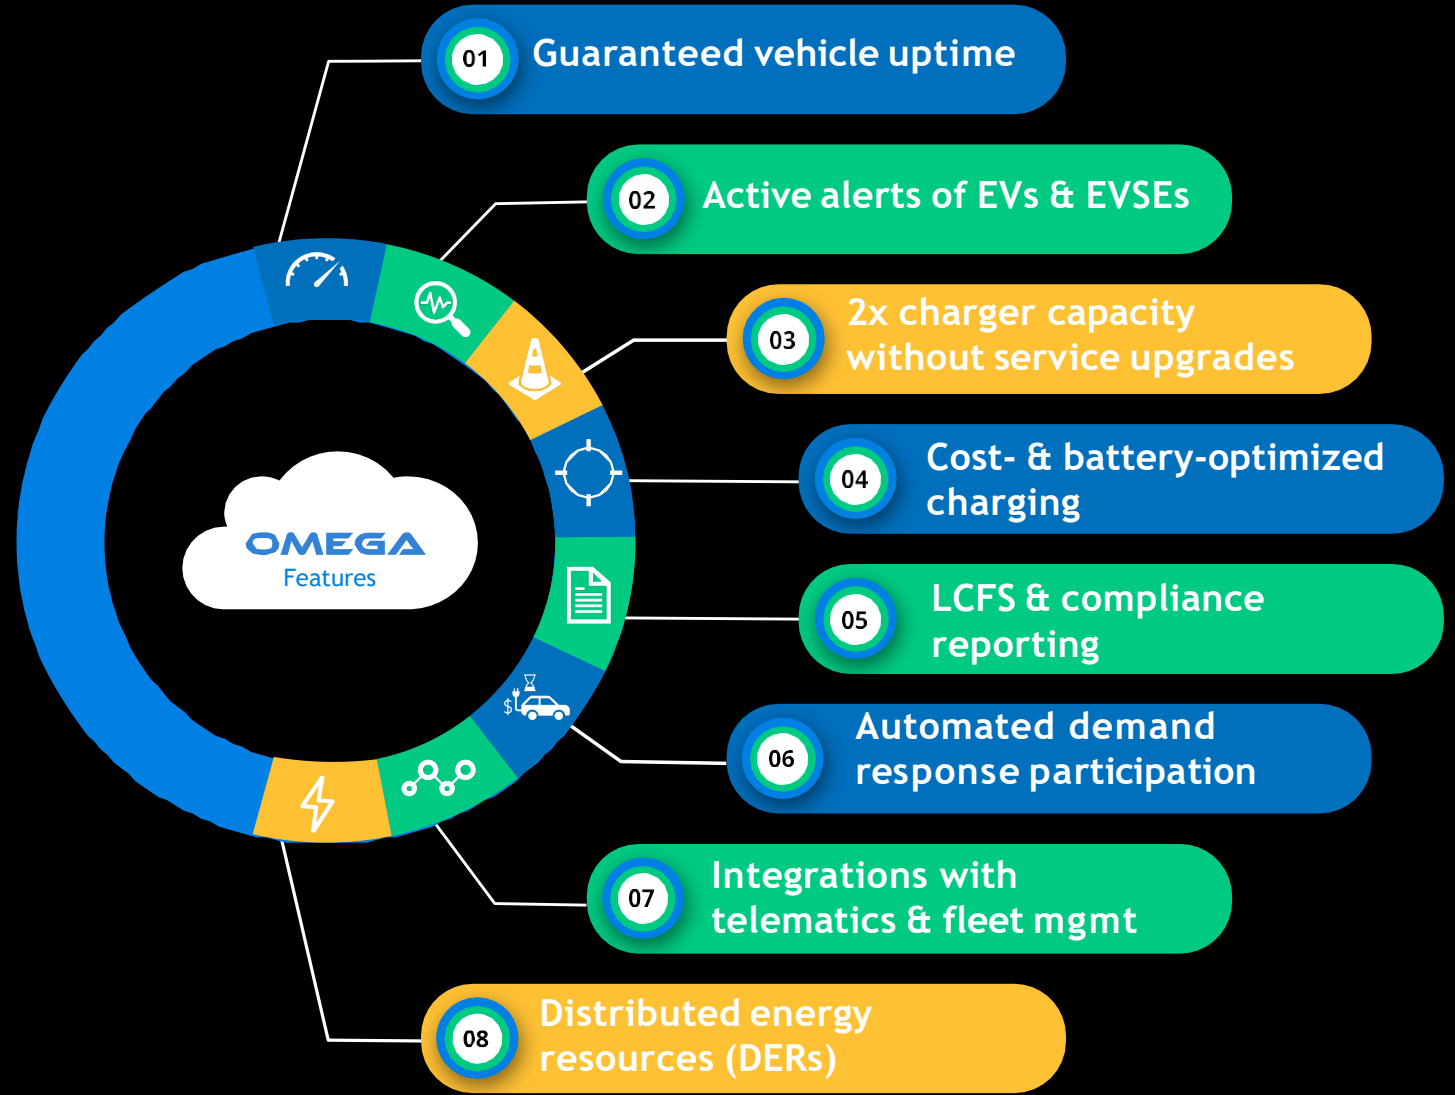 01
Guaranteed vehicle uptime
02
Active alerts of EVs & EVSEs
03
2x charger capacity
without service upgrades
04
Cost- & battery-optimized
charging
OMEGA
Features
05
LCFS & compliance
reporting
$
06
Automated demand
response participation
07
Integrations with
telematics & fleet mgmt
08
Distributed energy
resources (DERs)